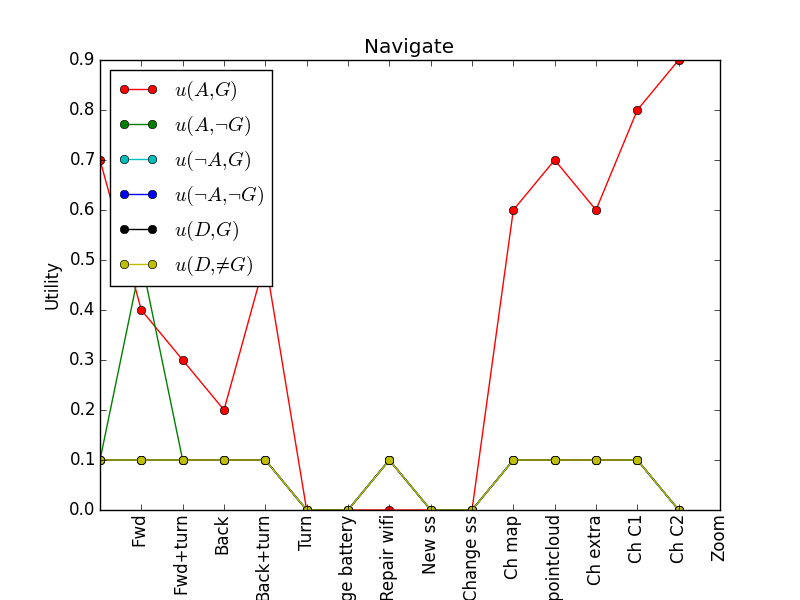 Navigate
Utility
0.9
0.8
0.7
0.6
0.5
0.4
0.3
0.2
0.1
0.0
u(A,G)
u(A,¬G)
u(¬A,G)
u(¬A,¬G)
u(D,G)
u(D,≠G)
Fwd
Fwd+turn
Back
Back+turn
Turn
ge battery
Repair wifi
New ss
Change ss
Ch map
pointcloud
Ch extra
Ch C1
Ch C2
Zoom